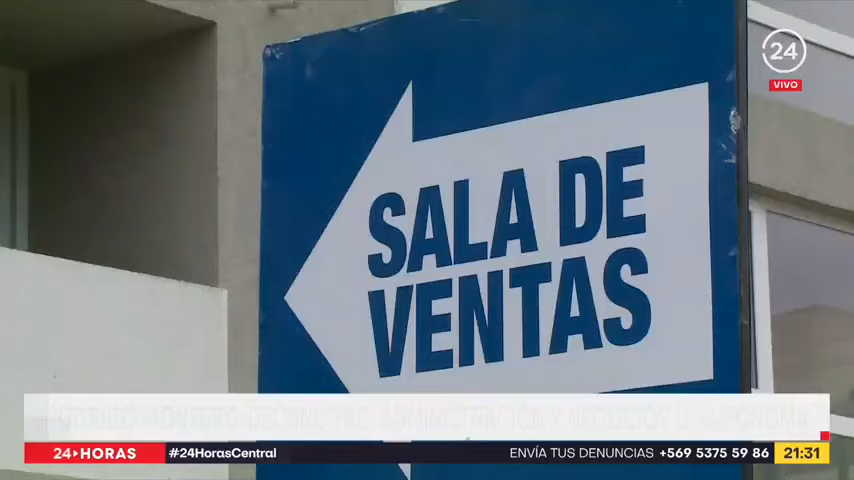 24
VIVO
SALA DE
VENTAS
24 HORAS
#24HorasCentral
ENVÍA TUS DENUNCIAS +569 5375 59 86
21:31